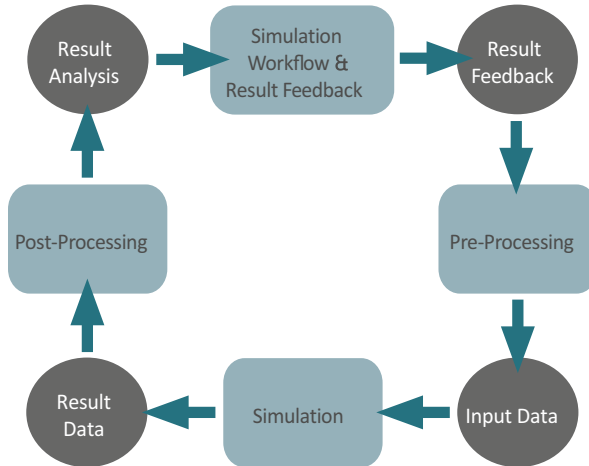 Result
Analysis
Simulation
Workflow &
Result Feedback
Result
Feedback
Post-Processing
Pre-Processing
Result
Data
Simulation
Input Data